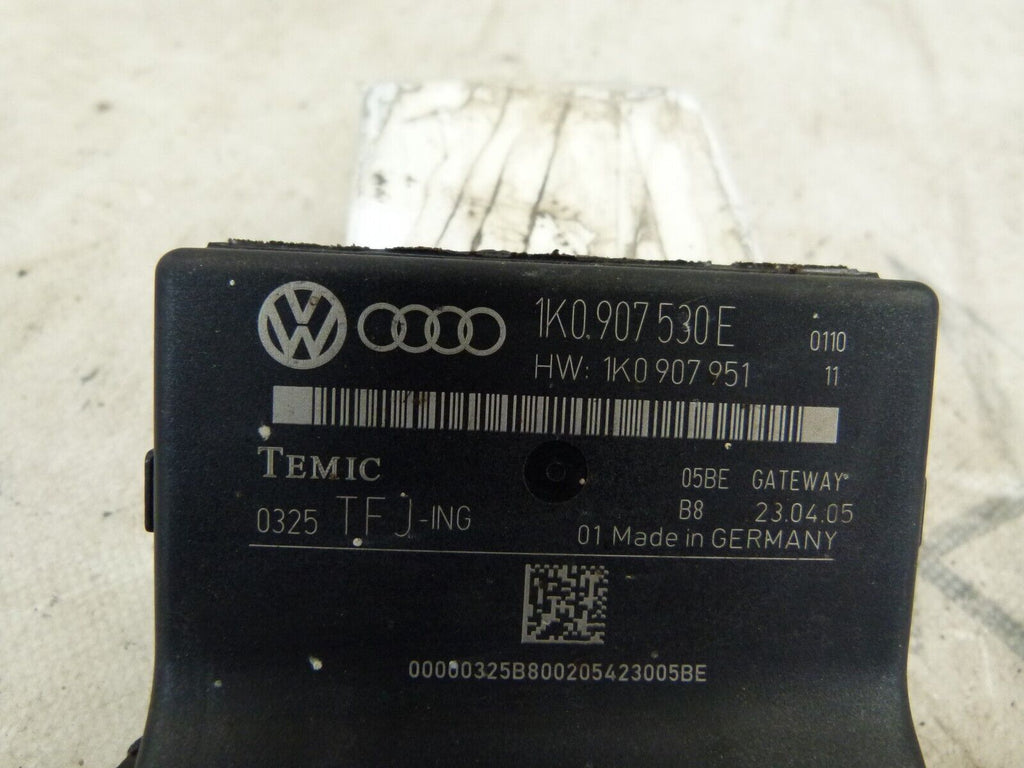 1K0.907 530 E
0110
HW: 1K0 907 951
11
TEMIC
05BE GATEWAY*
B8 23.04.05
0325 TFJ-ING
01 Made in GERMANY
00000325B800205423005BE